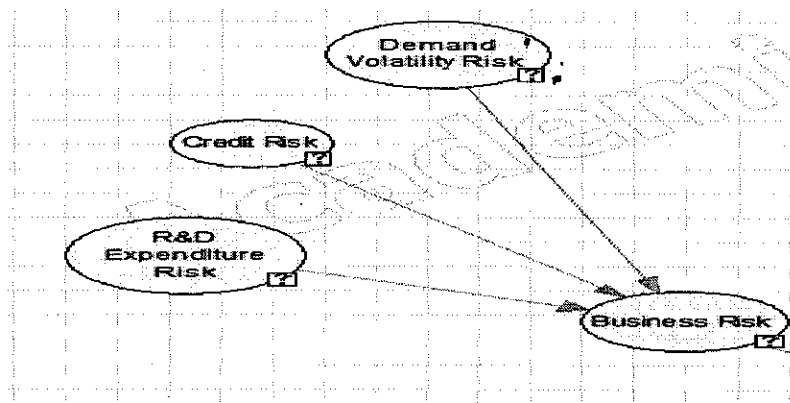 Demand
Volatility Risk
?
Credit Risk
?
R&D
Expenditure
Risk
?
Business Risk
?